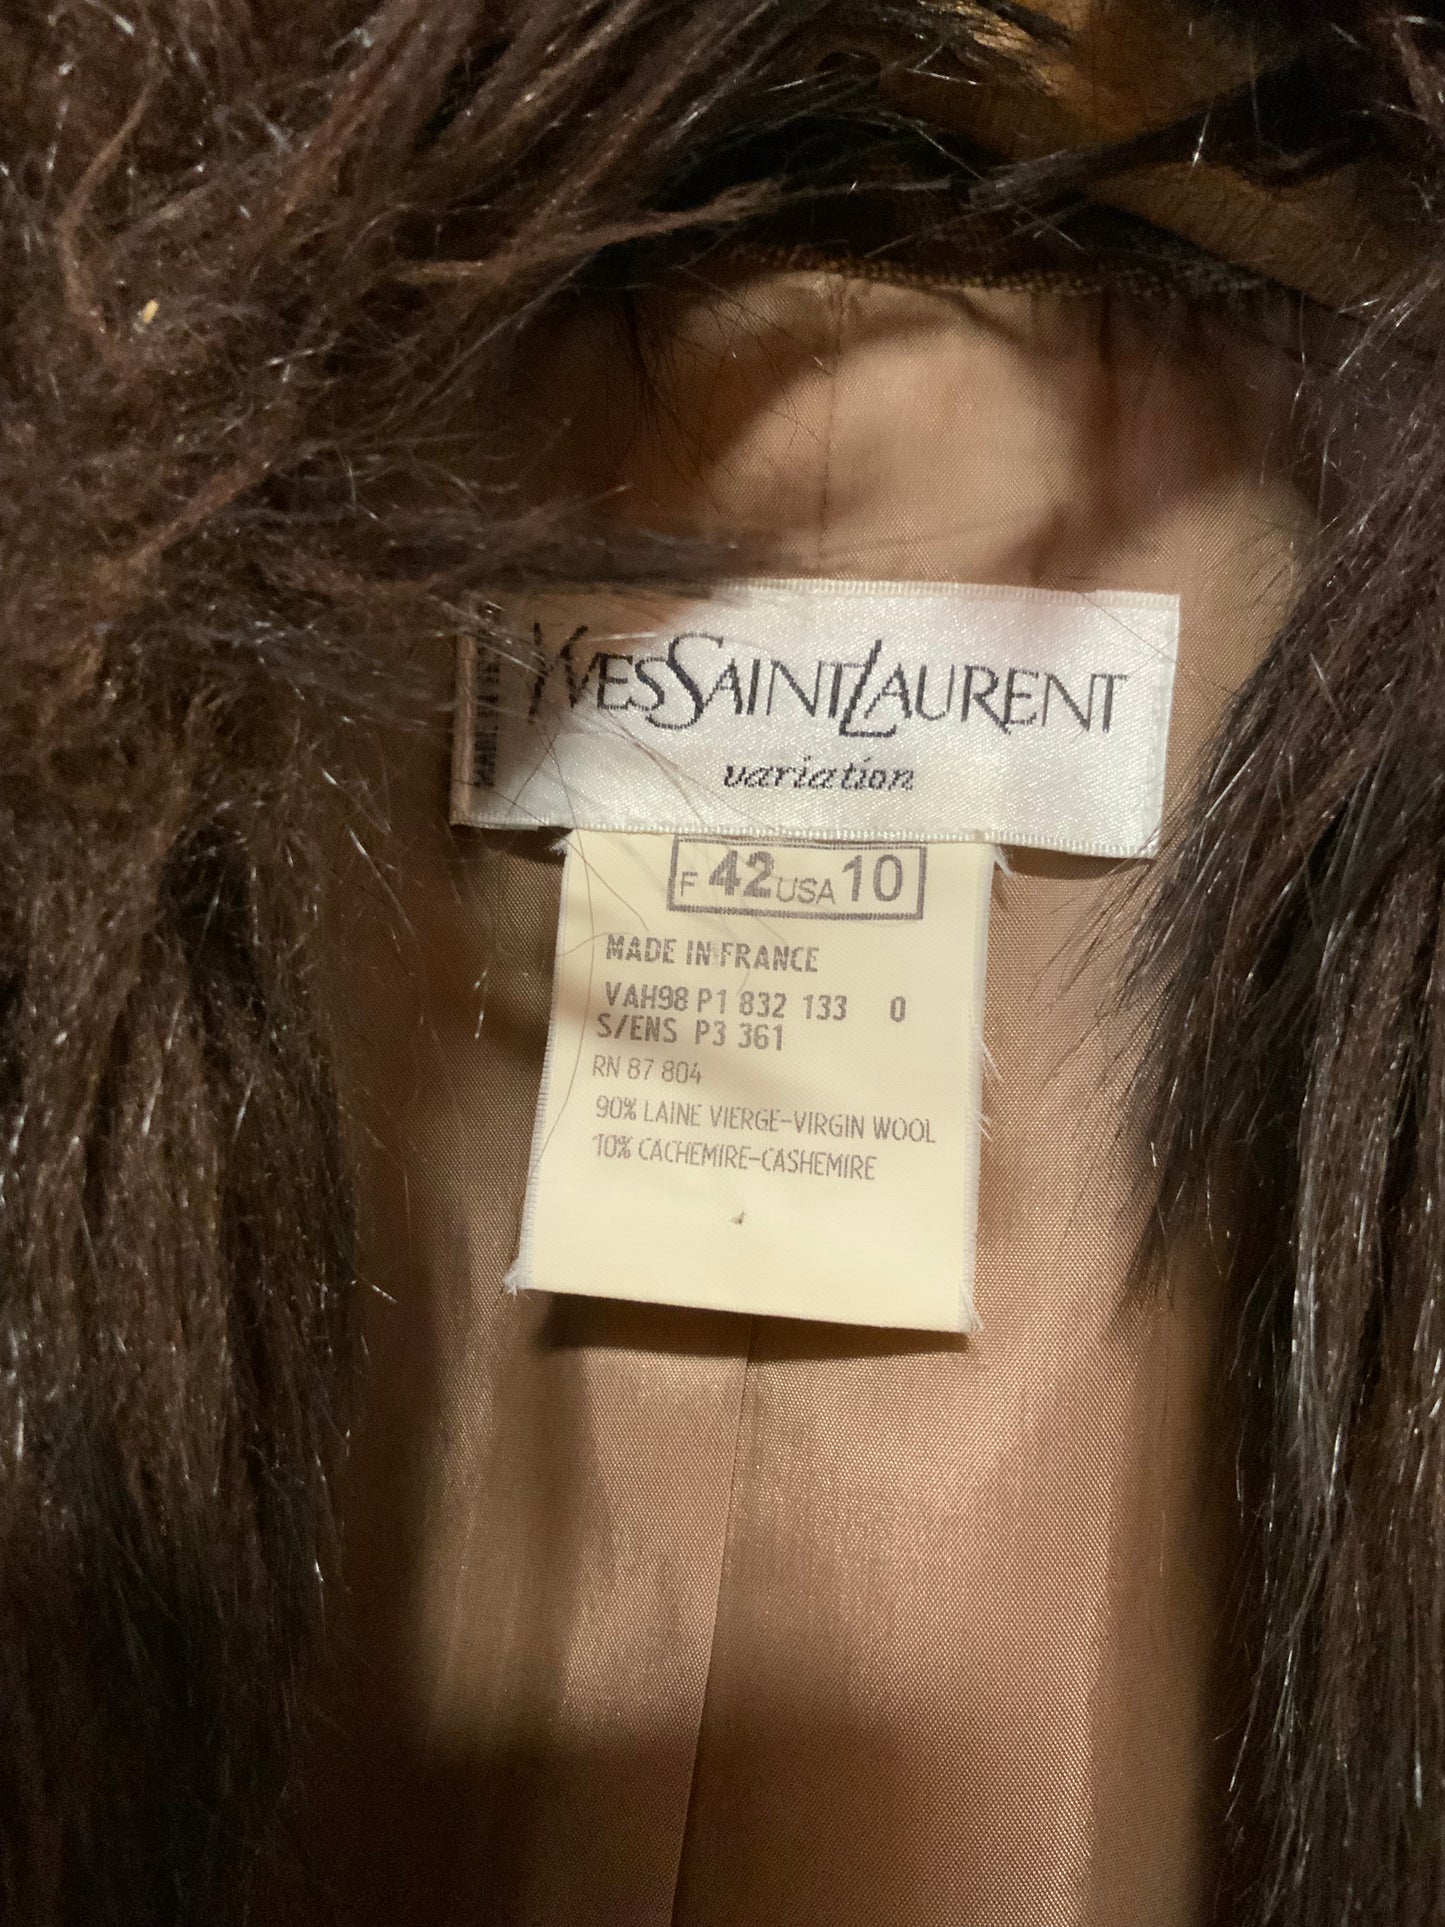 YVESSAINTLAURENT
variation
F 42 USA 10
MADE IN FRANCE
VAH98 P1 832 133 0
S/ENS P3 361
RN 87 804
90% LAINE VIERGE-VIRGIN WOOL
10% CACHEMIRE-CASHEMIRE